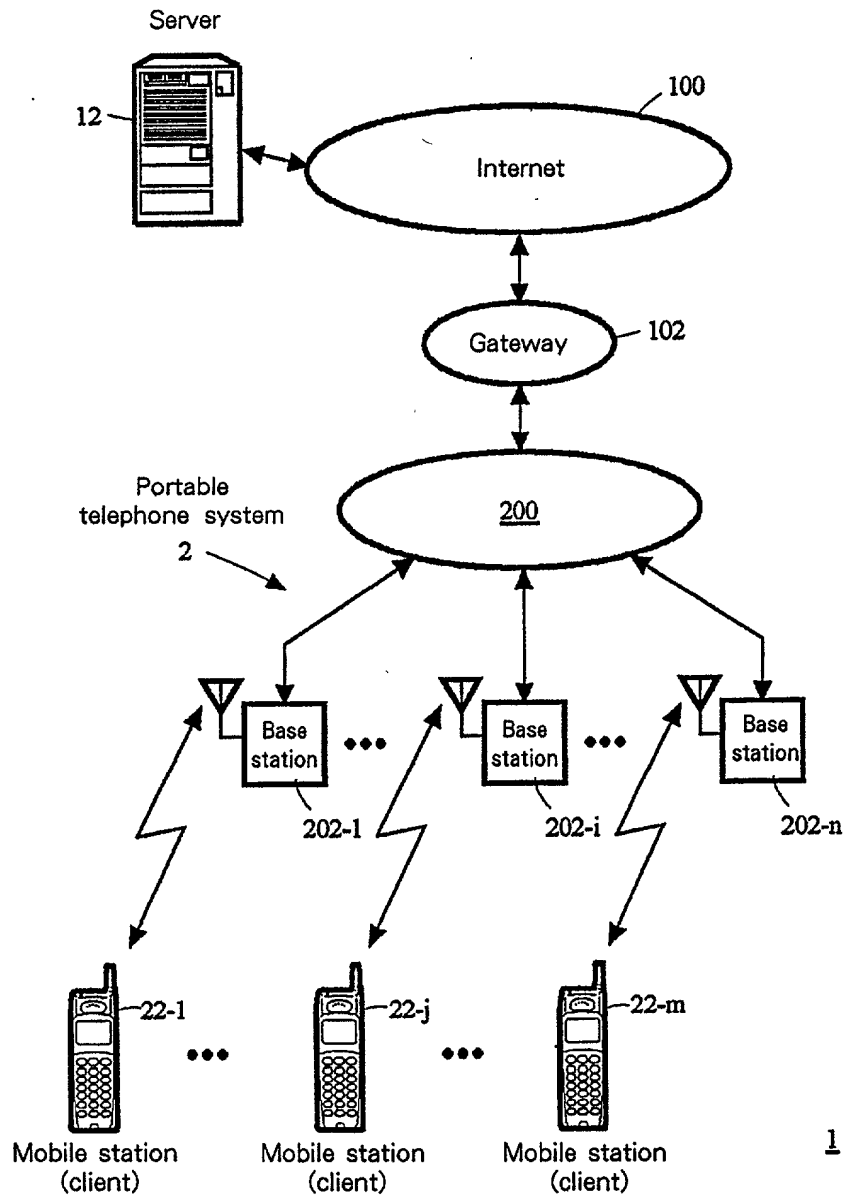 Server
12
100
Internet
Gateway
102
Portable
telephone system
2
200
Base
station
202-1
Base
station
202-i
Base
station
202-n
22-1
22-j
22-m
Mobile station
(client)
Mobile station
(client)
Mobile station
(client)
1